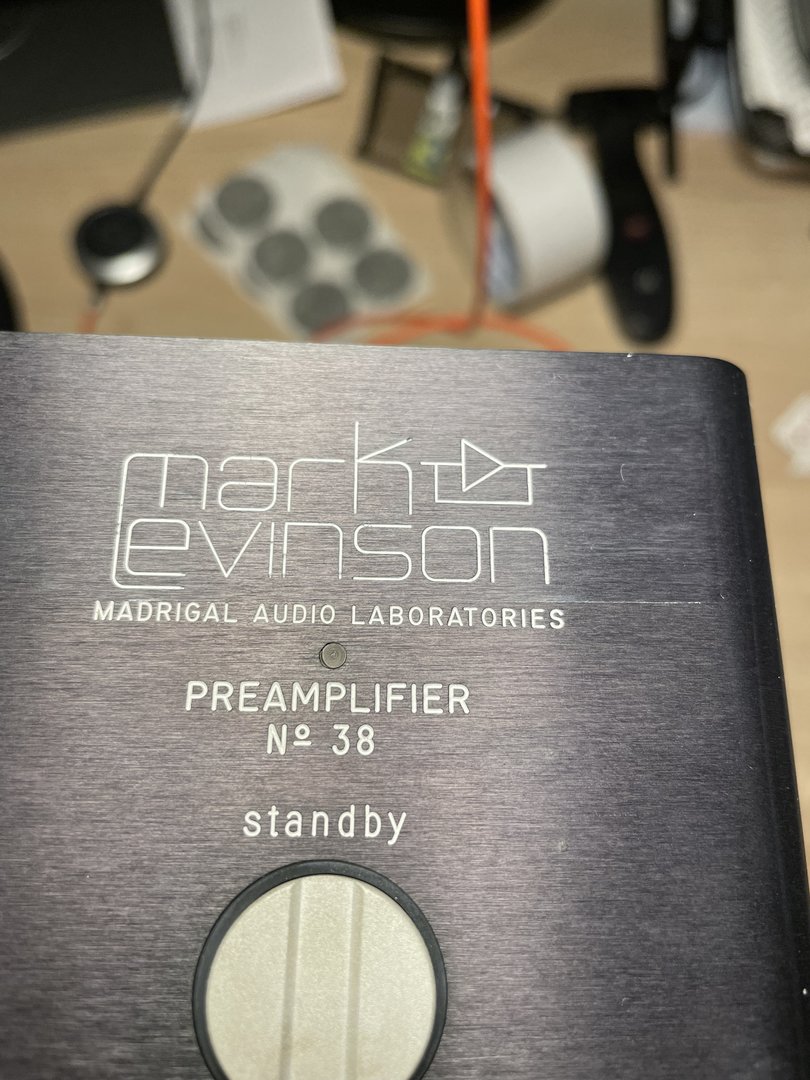 mark
Levinson
MADRIGAL AUDIO LABORATORIES
PREAMPLIFIER
Nº 38
standby